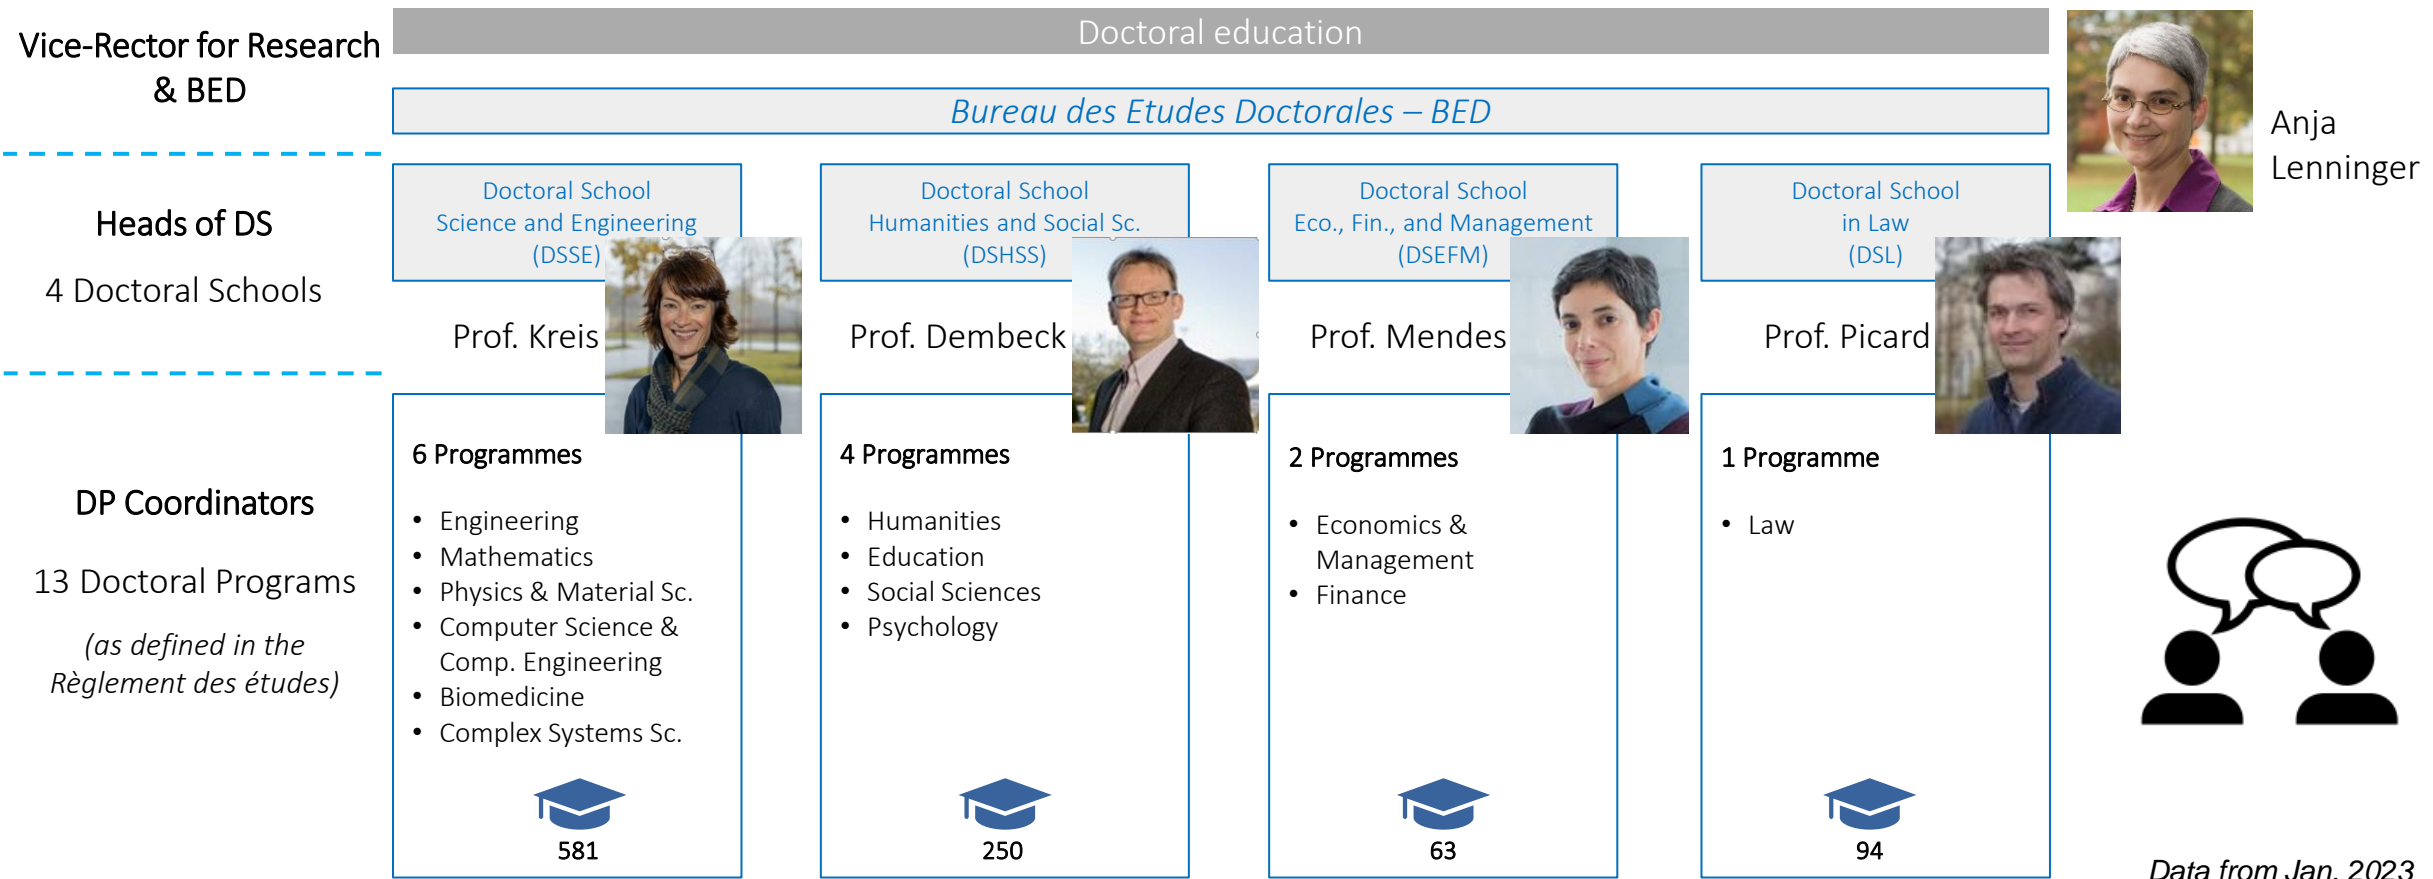 Vice-Rector for Research
& BED
Doctoral education
Bureau des Etudes Doctorales – BED
Anja
Lenninger
Heads of DS
4 Doctoral Schools
Doctoral School
Science and Engineering
(DSSE)
Prof. Kreis
Doctoral School
Humanities and Social Sc.
(DSHSS)
Prof. Dembeck
Doctoral School
Eco., Fin., and Management
(DSEFM)
Prof. Mendes
Doctoral School
in Law
(DSL)
Prof. Picard
DP Coordinators
13 Doctoral Programs
(as defined in the
Règlement des études)
6 Programmes
• Engineering
• Mathematics
• Physics & Material Sc.
• Computer Science &
Comp. Engineering
• Biomedicine
• Complex Systems Sc.
581
4 Programmes
• Humanities
• Education
• Social Sciences
• Psychology
250
2 Programmes
• Economics &
Management
• Finance
63
1 Programme
• Law
94
Data from Jan. 2023